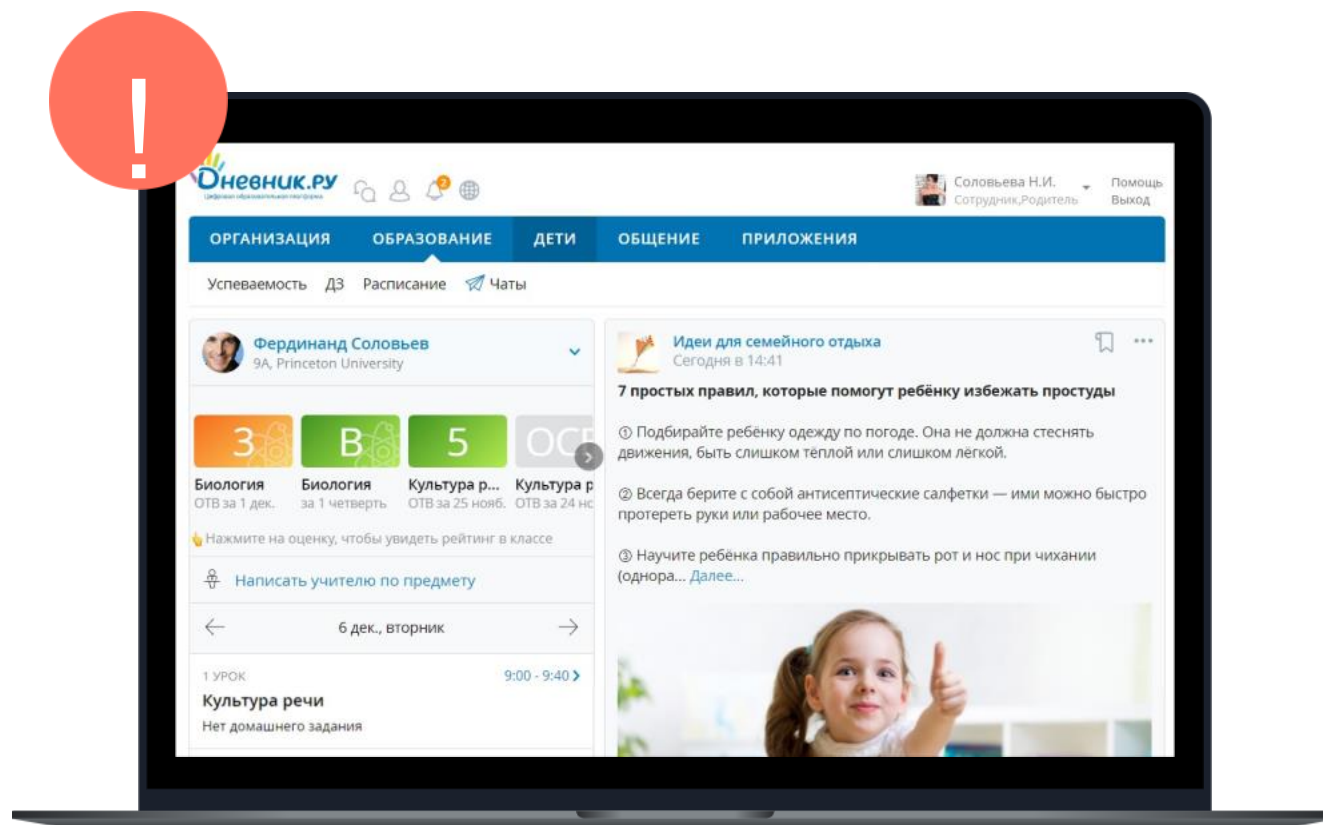 !
Дневник.ру
Цифровая образовательная платформа
2
Соловьева Н.И.
Сотрудник,Родитель
Помощь
Выход
ОРГАНИЗАЦИЯ ОБРАЗОВАНИЕ ДЕТИ ОБЩЕНИЕ ПРИЛОЖЕНИЯ
Успеваемость ДЗ Расписание Чаты
Фердинанд Соловьев
9А, Princeton University
3 В 5 ОСВ
Биология Биология Культура р... Культура р
ОТВ за 1 дек. за 1 четверть ОТВ за 25 нояб. ОТВ за 24 но
Нажмите на оценку, чтобы увидеть рейтинг в классе
Написать учителю по предмету
6 дек., вторник
1 УРОК 9:00 - 9:40
Культура речи
Нет домашнего задания
Идеи для семейного отдыха
Сегодня в 14:41
7 простых правил, которые помогут ребёнку избежать простуды
① Подбирайте ребёнку одежду по погоде. Она не должна стеснять
движения, быть слишком тёплой или слишком лёгкой.
② Всегда берите с собой антисептические салфетки — ими можно быстро
протереть руки или рабочее место.
③ Научите ребёнка правильно прикрывать рот и нос при чихании
(однора... Далее...